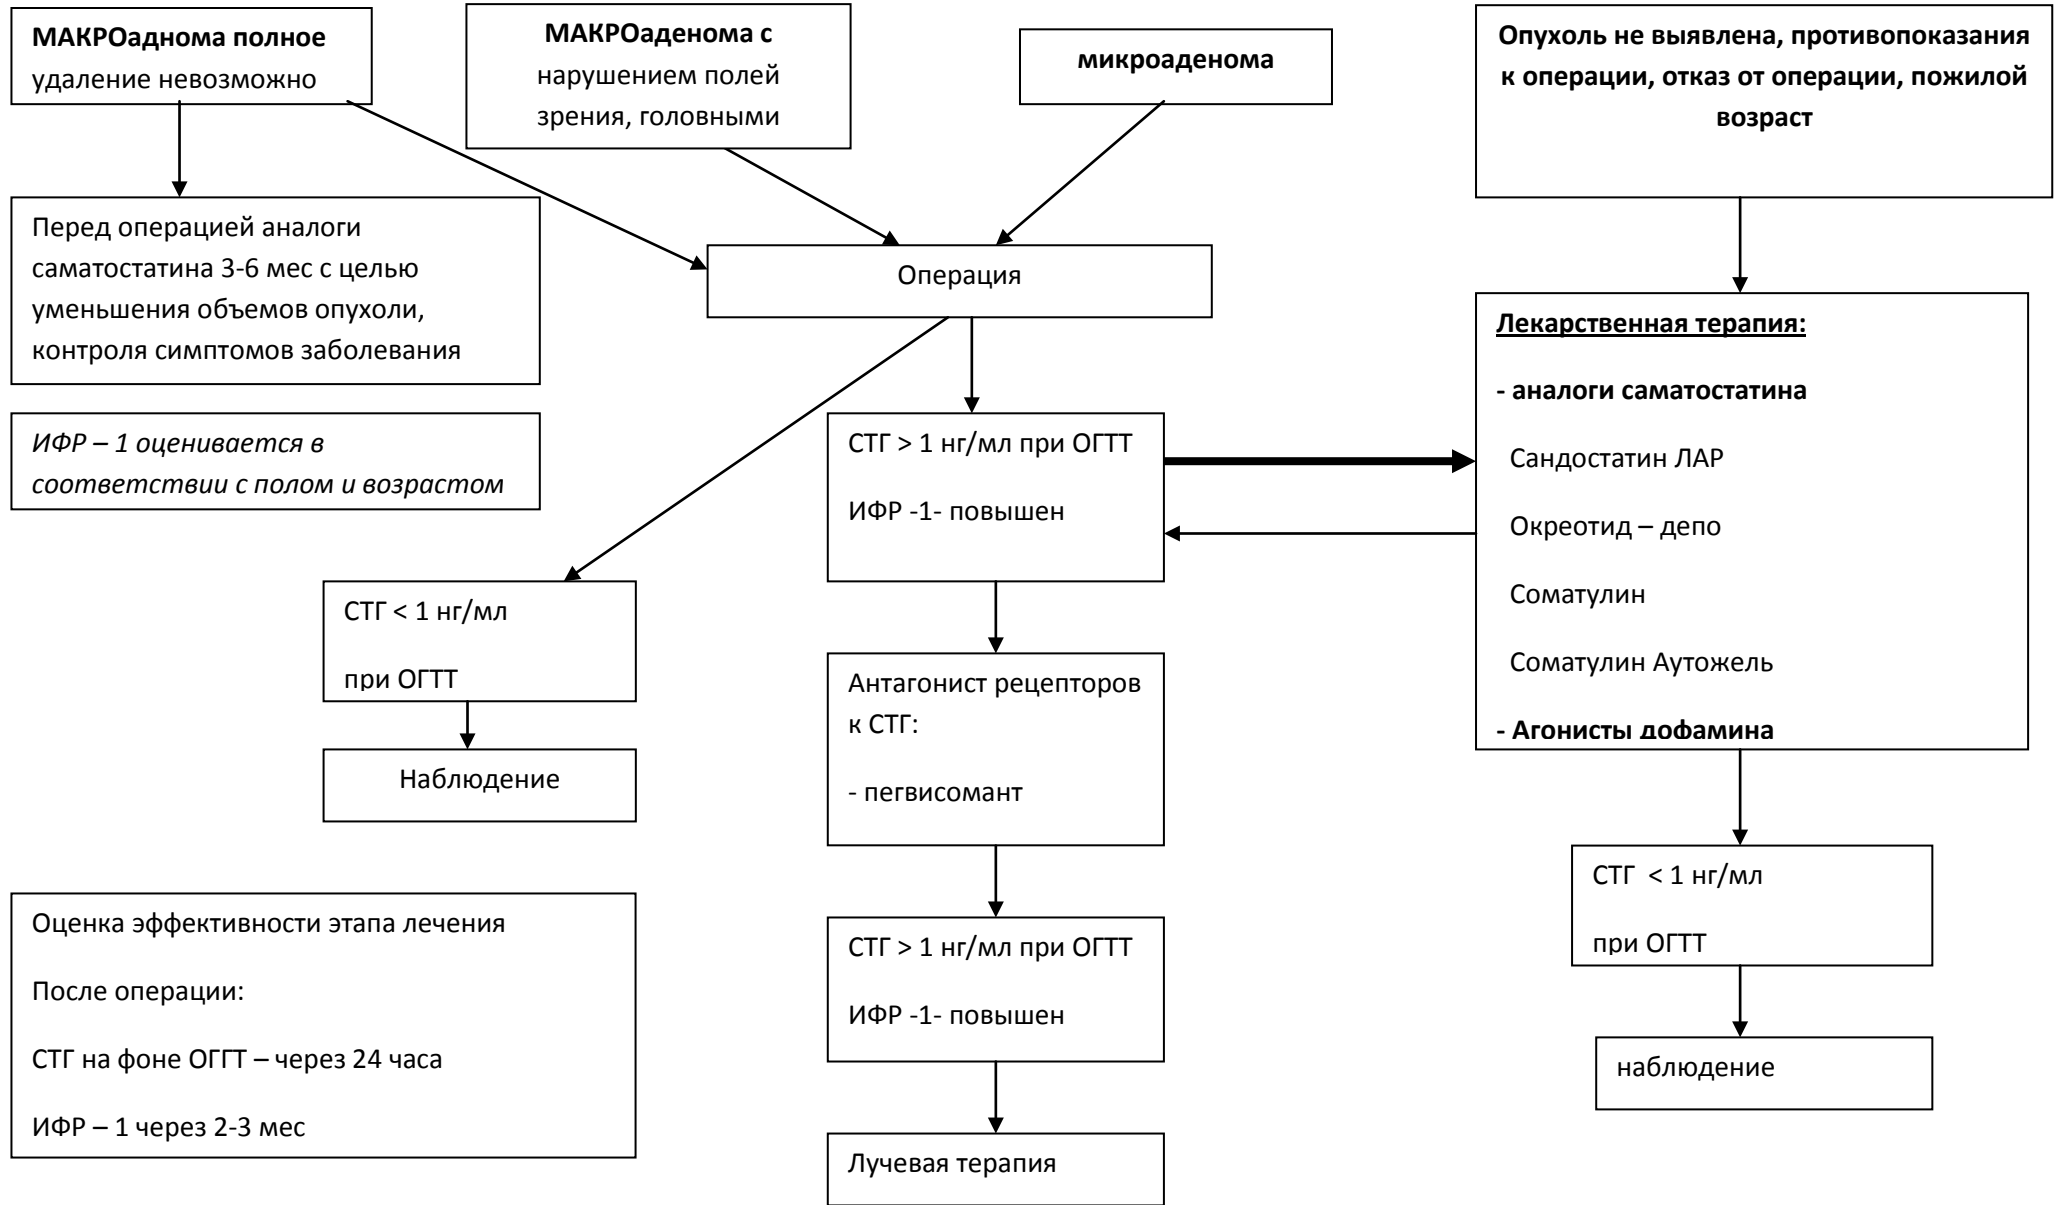 МАКРОаднома полное
удаление невозможно
МАКРОаденома с
нарушением полей
зрения, головными
микроаденома
Опухоль не выявлена, противопоказания
к операции, отказ от операции, пожилой
возраст
Перед операцией аналоги
саматостатина 3-6 мес с целью
уменьшения объемов опухоли,
контроля симптомов заболевания
Операция
Лекарственная терапия:
- аналоги саматостатина
Сандостатин ЛАР
Окреотид – депо
Соматулин
Соматулин Аутожель
- Агонисты дофамина
ИФР – 1 оценивается в
соответствии с полом и возрастом
СТГ > 1 нг/мл при ОГТТ
ИФР -1- повышен
СТГ < 1 нг/мл
при ОГТТ
Наблюдение
Антагонист рецепторов
к СТГ:
- пегвисомант
СТГ < 1 нг/мл
при ОГТТ
наблюдение
Оценка эффективности этапа лечения
После операции:
СТГ на фоне ОГГТ – через 24 часа
ИФР – 1 через 2-3 мес
СТГ > 1 нг/мл при ОГТТ
ИФР -1- повышен
Лучевая терапия